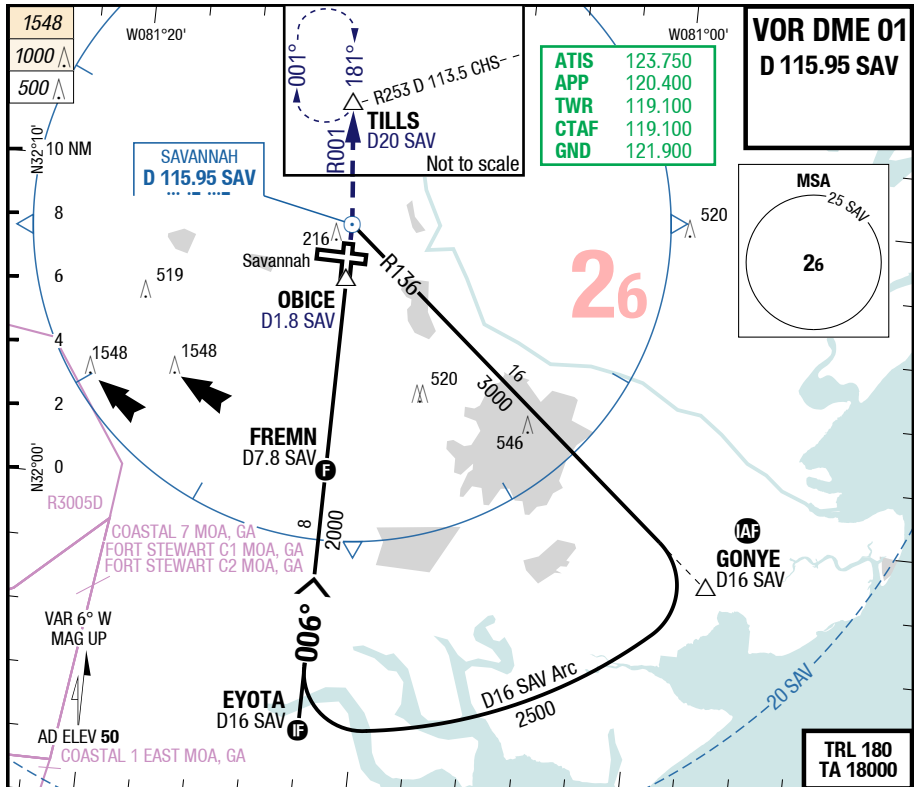 1548
1000
500
W081°20'
W081°00'
VOR DME 01
D 115.95 SAV
001°
181°
R253 D 113.5 CHS
TILLS
D20 SAV
R001
Not to scale
ATIS 123.750
APP 120.400
TWR 119.100
CTAF 119.100
GND 121.900
N32°10'
10 NM
SAVANNAH
D 115.95 SAV
MSA
25 SAV
26
520
8
216
Savannah
R136
26
6
519
OBICE
D1.8 SAV
4
1548
1548
16
3000
520
2
546
FREMN
D7.8 SAV
F
N32°00'
0
R3005D
8
2000
COASTAL 7 MOA, GA
FORT STEWART C1 MOA, GA
FORT STEWART C2 MOA, GA
IAF
GONYE
D16 SAV
VAR 6° W
MAG UP
006°
D16 SAV Arc
2500
EYOTA
D16 SAV
IF
20 SAV
AD ELEV 50
COASTAL 1 EAST MOA, GA
TRL 180
TA 18000